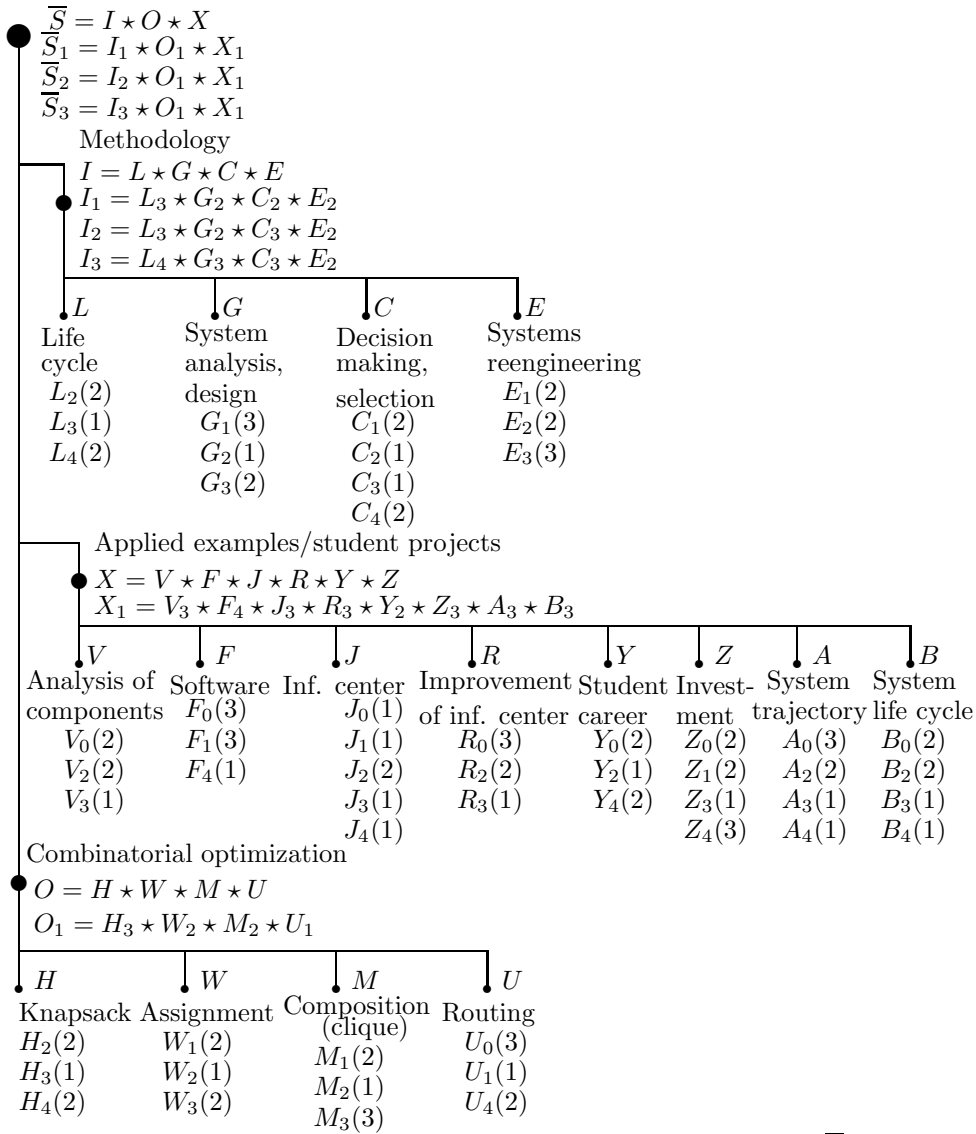 S̅ = I ⋆ O ⋆ X
S̅₁ = I₁ ⋆ O₁ ⋆ X₁
S̅₂ = I₂ ⋆ O₁ ⋆ X₁
S̅₃ = I₃ ⋆ O₁ ⋆ X₁
Methodology
I = L ⋆ G ⋆ C ⋆ E
I₁ = L₃ ⋆ G₂ ⋆ C₂ ⋆ E₂
I₂ = L₃ ⋆ G₂ ⋆ C₃ ⋆ E₂
I₃ = L₄ ⋆ G₃ ⋆ C₃ ⋆ E₂
L
Life
cycle
L₂(2)
L₃(1)
L₄(2)
G
System
analysis,
design
G₁(3)
G₂(1)
G₃(2)
C
Decision
making,
selection
C₁(2)
C₂(1)
C₃(1)
C₄(2)
E
Systems
reengineering
E₁(2)
E₂(2)
E₃(3)
Applied examples/student projects
X = V ⋆ F ⋆ J ⋆ R ⋆ Y ⋆ Z
X₁ = V₃ ⋆ F₄ ⋆ J₃ ⋆ R₃ ⋆ Y₂ ⋆ Z₃ ⋆ A₃ ⋆ B₃
V
Analysis of
components
V₀(2)
V₂(2)
V₃(1)
F
Software
F₀(3)
F₁(3)
F₄(1)
J
Inf. center
J₀(1)
J₁(1)
J₂(2)
J₃(1)
J₄(1)
R
Improvement
of inf. center
R₀(3)
R₂(2)
R₃(1)
Y
Student
career
Y₀(2)
Y₂(1)
Y₄(2)
Z
Invest-
ment
Z₀(2)
Z₁(2)
Z₃(1)
Z₄(3)
A
System
trajectory
A₀(3)
A₂(2)
A₃(1)
A₄(1)
B
System
life cycle
B₀(2)
B₂(2)
B₃(1)
B₄(1)
Combinatorial optimization
O = H ⋆ W ⋆ M ⋆ U
O₁ = H₃ ⋆ W₂ ⋆ M₂ ⋆ U₁
H
Knapsack
H₂(2)
H₃(1)
H₄(2)
W
Assignment
W₁(2)
W₂(1)
W₃(2)
M
Composition
(clique)
M₁(2)
M₂(1)
M₃(3)
U
Routing
U₀(3)
U₁(1)
U₄(2)